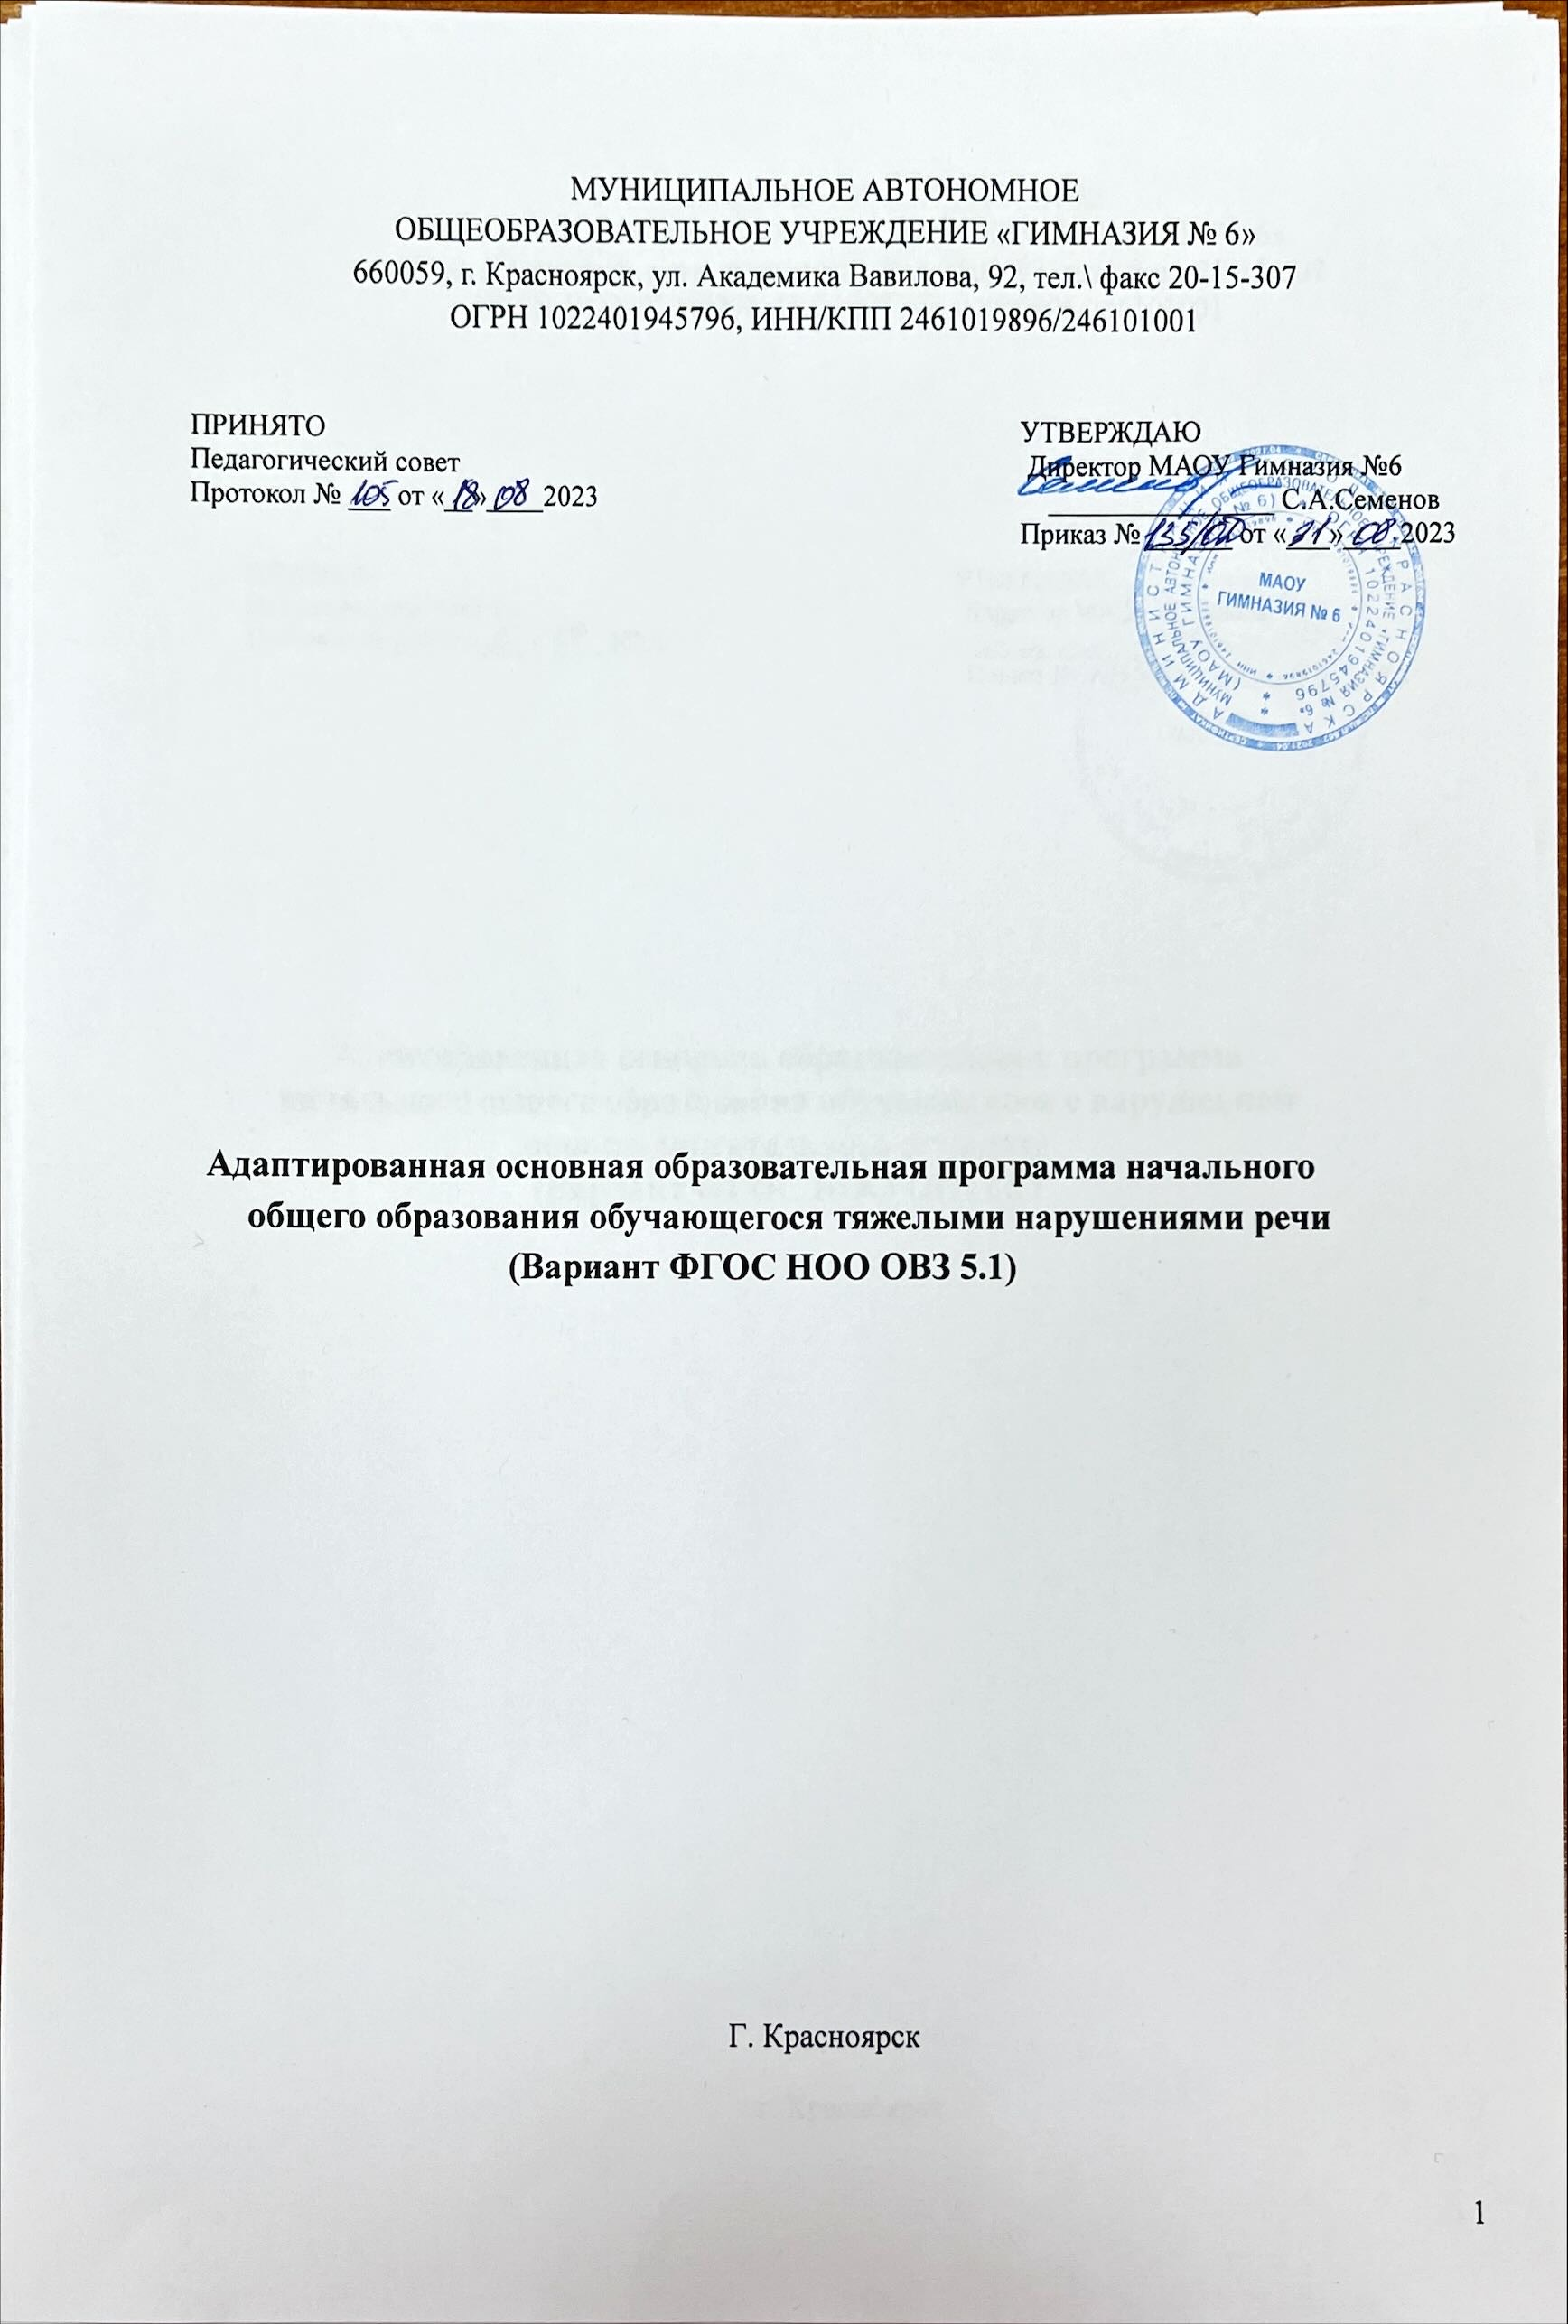 МУНИЦИПАЛЬНОЕ АВТОНОМНОЕ
ОБЩЕОБРАЗОВАТЕЛЬНОЕ УЧРЕЖДЕНИЕ «ГИМНАЗИЯ № 6»
660059, г. Красноярск, ул. Академика Вавилова, 92, тел.\ факс 20-15-307
ОГРН 1022401945796, ИНН/КПП 2461019896/246101001
ПРИНЯТО
Педагогический совет
Протокол № 105 от «18» 08 2023
УТВЕРЖДАЮ
Директор МАОУ Гимназия №6
С.А.Семенов
Приказ № от « » 08 2023
МАОУ
ГИМНАЗИЯ № 6
Адаптированная основная образовательная программа начального
общего образования обучающегося тяжелыми нарушениями речи
(Вариант ФГОС НОО ОВЗ 5.1)
Г. Красноярск
1